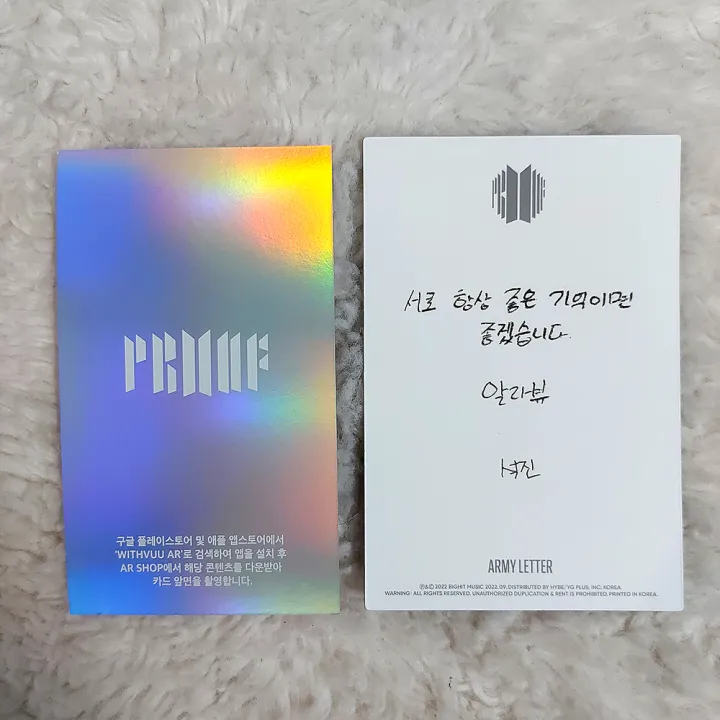 PROOF
구글 플레이스토어 및 애플 앱스토어에서
'WITHVUU AR'로 검색하여 앱을 설치 후
AR SHOP에서 해당 콘텐츠를 다운받아
카드 앞면을 촬영합니다.
PROOF
서로 항상 좋은 기억이면
좋겠습니다.
알라뷰
석진
ARMY LETTER
Ⓟ&© 2022 BIGHIT MUSIC 2022. 09. DISTRIBUTED BY HYBE/YG PLUS, INC. KOREA.
WARNING: ALL RIGHTS RESERVED. UNAUTHORIZED DUPLICATION & RENT IS PROHIBITED. PRINTED IN KOREA.